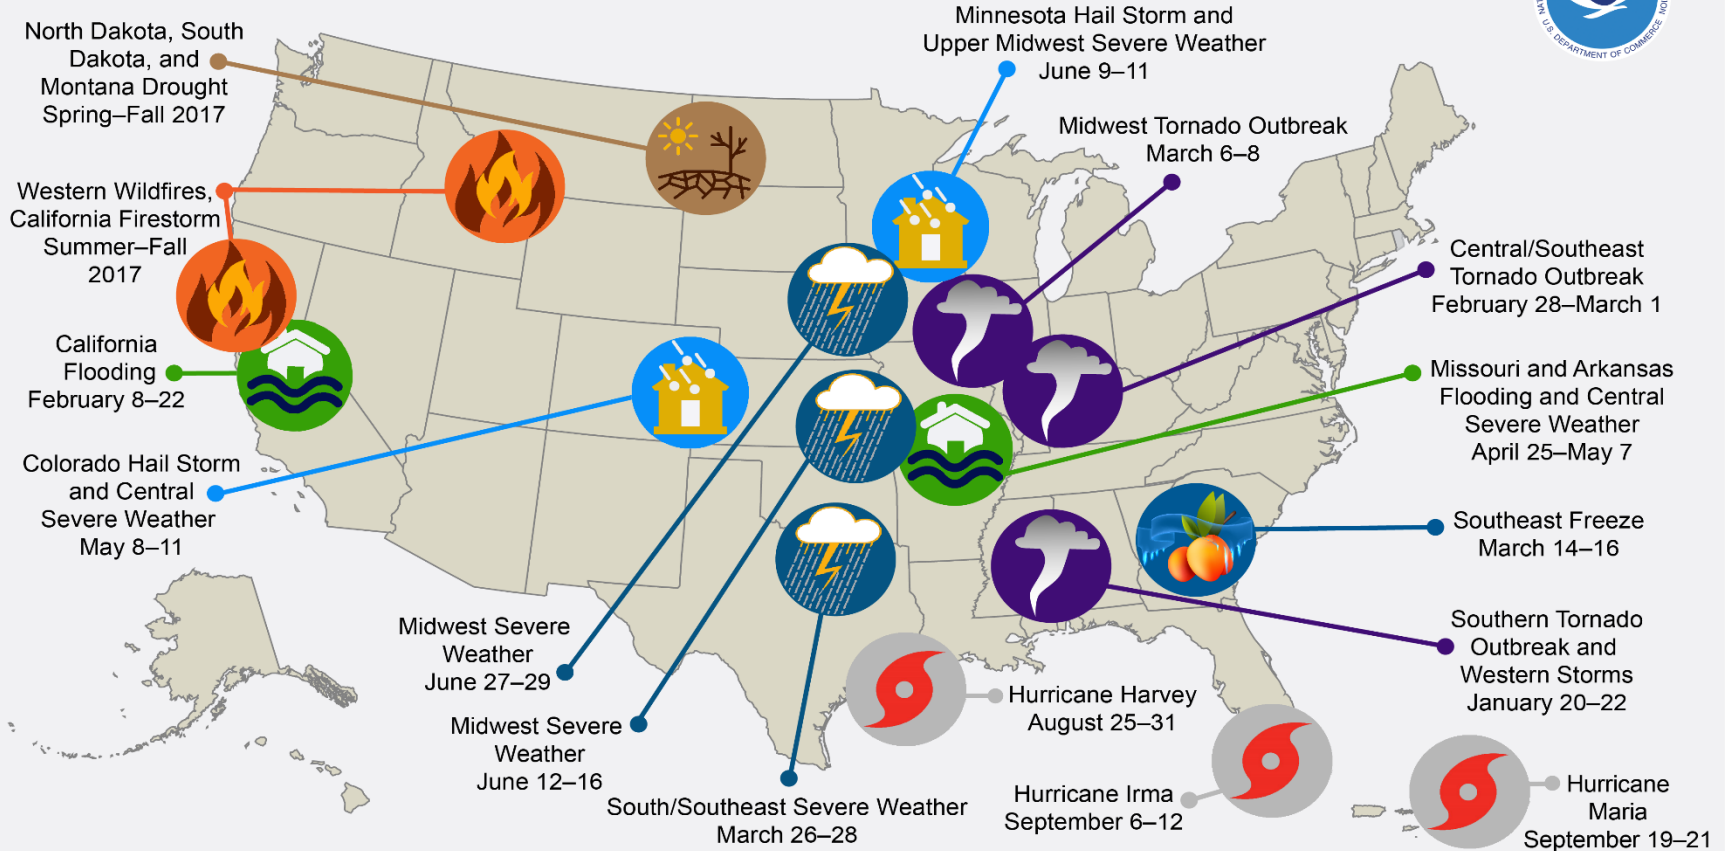 North Dakota, South
Dakota, and
Montana Drought
Spring–Fall 2017
Minnesota Hail Storm and
Upper Midwest Severe Weather
June 9–11
U.S. DEPARTMENT OF COMMERCE
Midwest Tornado Outbreak
March 6–8
Western Wildfires,
California Firestorm
Summer–Fall
2017
Central/Southeast
Tornado Outbreak
February 28–March 1
California
Flooding
February 8–22
Missouri and Arkansas
Flooding and Central
Severe Weather
April 25–May 7
Colorado Hail Storm
and Central
Severe Weather
May 8–11
Southeast Freeze
March 14–16
Southern Tornado
Outbreak and
Western Storms
January 20–22
Midwest Severe
Weather
June 27–29
Midwest Severe
Weather
June 12–16
South/Southeast Severe Weather
March 26–28
Hurricane Harvey
August 25–31
Hurricane Irma
September 6–12
Hurricane
Maria
September 19–21